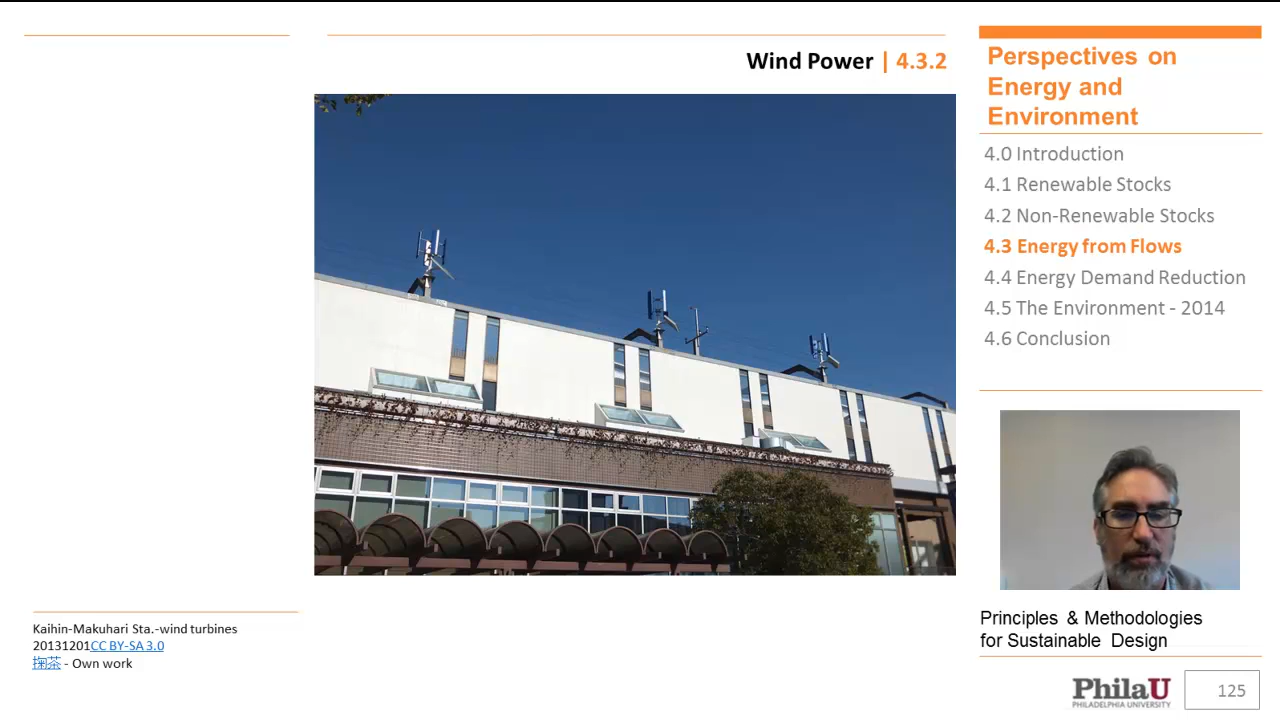 Wind Power | 4.3.2
Perspectives on
Energy and
Environment
4.0 Introduction
4.1 Renewable Stocks
4.2 Non-Renewable Stocks
4.3 Energy from Flows
4.4 Energy Demand Reduction
4.5 The Environment - 2014
4.6 Conclusion
Kaihin-Makuhari Sta.-wind turbines
20131201CC BY-SA 3.0
掬茶 - Own work
Principles & Methodologies
for Sustainable Design
PhilaU
PHILADELPHIA UNIVERSITY
125